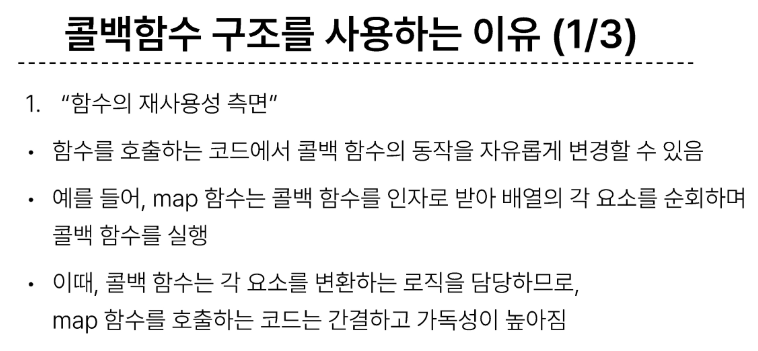 콜백함수 구조를 사용하는 이유 (1/3)
1. “함수의 재사용성 측면”
• 함수를 호출하는 코드에서 콜백 함수의 동작을 자유롭게 변경할 수 있음
• 예를 들어, map 함수는 콜백 함수를 인자로 받아 배열의 각 요소를 순회하며
콜백 함수를 실행
• 이때, 콜백 함수는 각 요소를 변환하는 로직을 담당하므로,
map 함수를 호출하는 코드는 간결하고 가독성이 높아짐